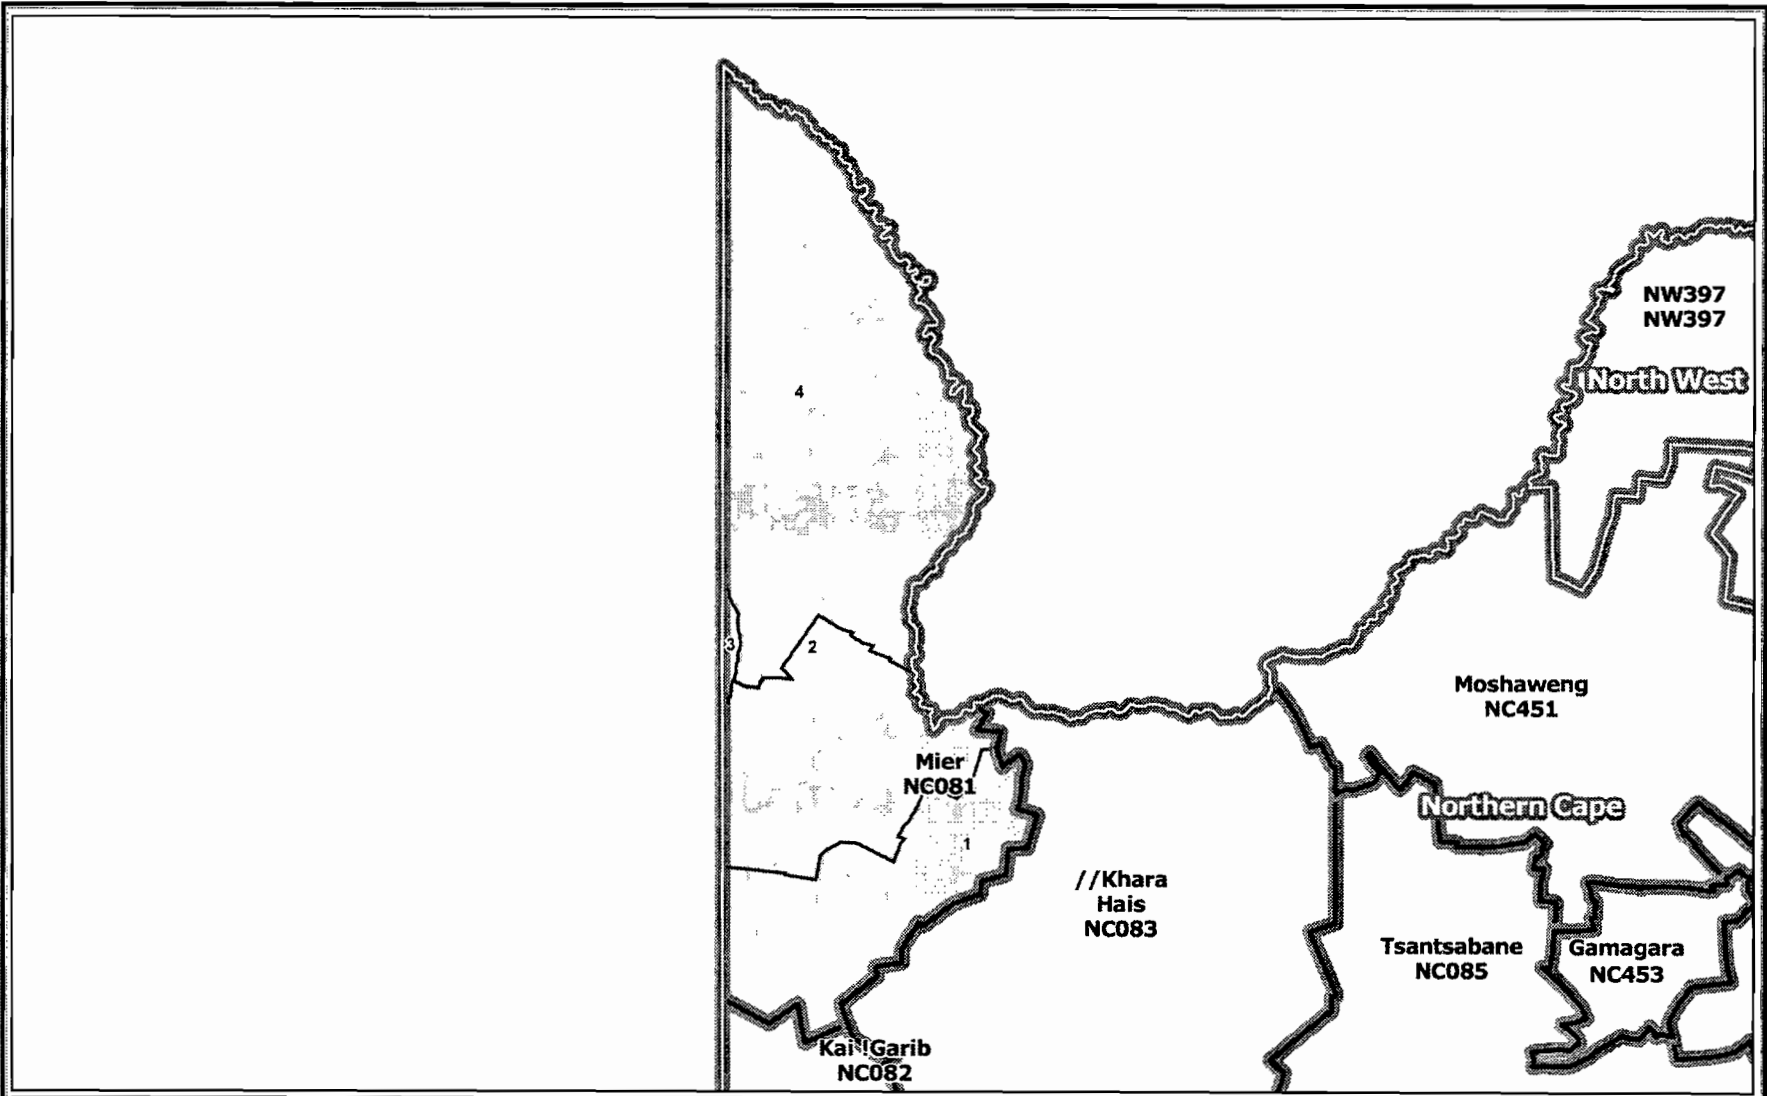 NW397
NW397
North West
4
3
2
Moshaweng
NC451
Mier
NC081
Northern Cape
1
//Khara
Hais
NC083
Tsantsabane
NC085
Gamagara
NC453
Kai !Garib
NC082